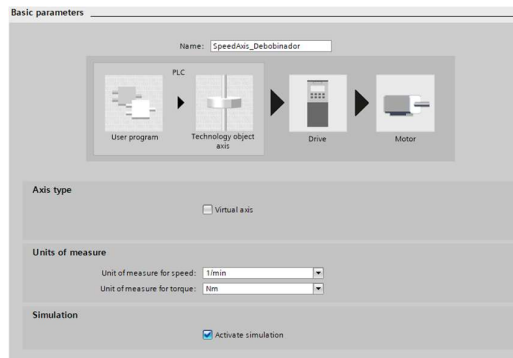 Basic parameters
Name: SpeedAxis_Debobinador
PLC
User program
Technology object
axis
Drive
Motor
Axis type
Virtual axis
Units of measure
Unit of measure for speed: 1/min
Unit of measure for torque: Nm
Simulation
Activate simulation